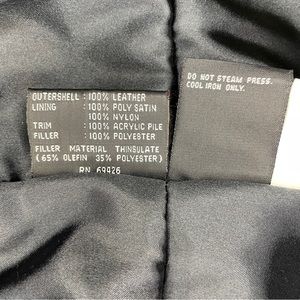 OUTERSHELL : 100% LEATHER
LINING : 100% POLY SATIN
100% NYLON
TRIM : 100% ACRYLIC PILE
FILLER : 100% POLYESTER
FILLER MATERIAL THINSULATE
(65% OLEFIN 35% POLYESTER)
RN 69426
DO NOT STEAM PRESS.
COOL IRON ONLY.